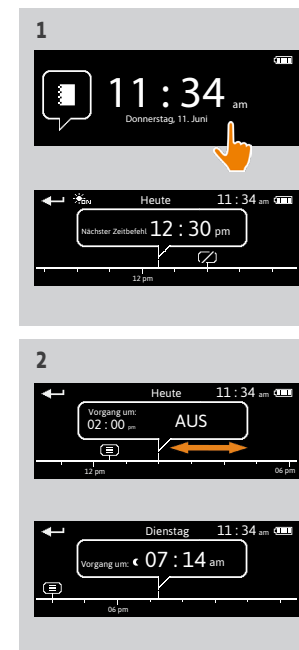 1
11 : 34 am
Donnerstag, 11. Juni
ON Heute 11 : 34 am
Nächster Zeitbefehl 12 : 30 pm
12 pm
2
Heute 11 : 34 am
Vorgang um:
02 : 00 pm AUS
12 pm 06 pm
Dienstag 11 : 34 am
Vorgang um: 07 : 14 am
06 pm